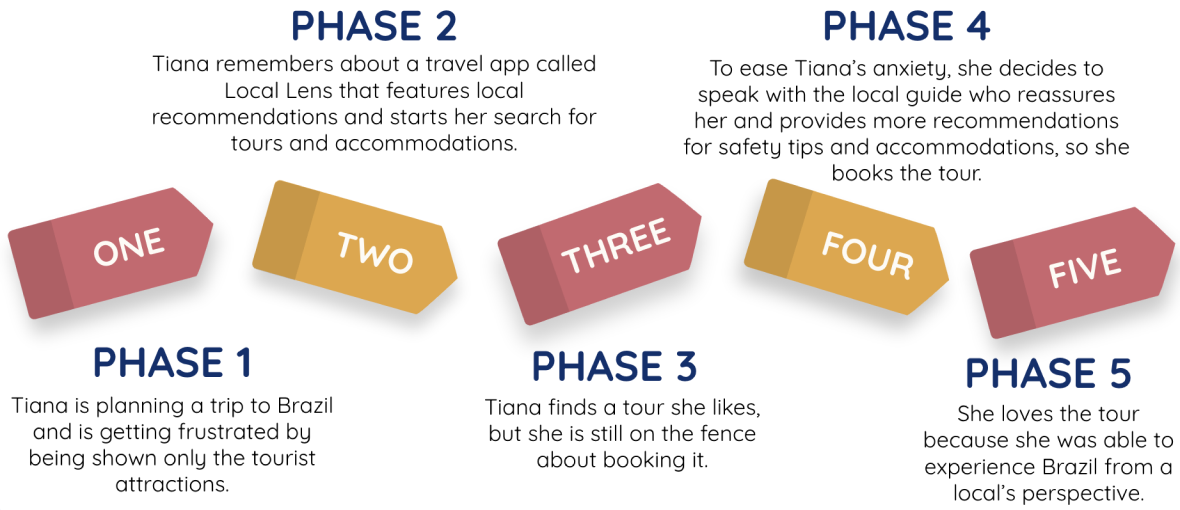 PHASE 2
Tiana remembers about a travel app called
Local Lens that features local
recommendations and starts her search for
tours and accommodations.
PHASE 4
To ease Tiana's anxiety, she decides to
speak with the local guide who reassures
her and provides more recommendations
for safety tips and accommodations, so she
books the tour.
ONE
TWO
THREE
FOUR
FIVE
PHASE 1
Tiana is planning a trip to Brazil
and is getting frustrated by
being shown only the tourist
attractions.
PHASE 3
Tiana finds a tour she likes,
but she is still on the fence
about booking it.
PHASE 5
She loves the tour
because she was able to
experience Brazil from a
local's perspective.